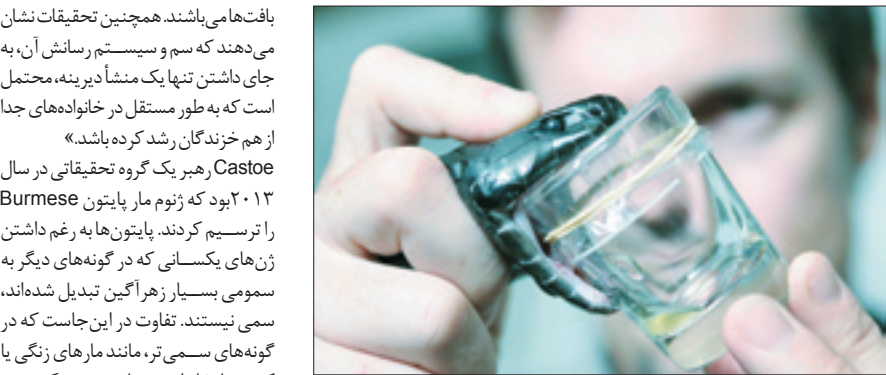 بافت‌ها می‌باشند. همچنین تحقیقات نشان
می‌دهند که سم و سیستم رسانش آن، به
جای داشتن تنها یک منشأ دیرینه، محتمل
است که به طور مستقل در خانواده‌های جدا
از هم خزندگان رشد کرده باشد.»
Castoe رهبر یک گروه تحقیقاتی در سال
۲۰۱۳بود که ژنوم مار پایتون Burmese
را ترسیم کردند. پایتون‌ها به رغم داشتن
ژن‌های یکسانی که در گونه‌های دیگر به
سمومی بسیار زهرآگین تبدیل شده‌اند،
سمی نیستند. تفاوت در این‌جاست که در
گونه‌های سمی‌تر، مانند مارهای زنگی یا